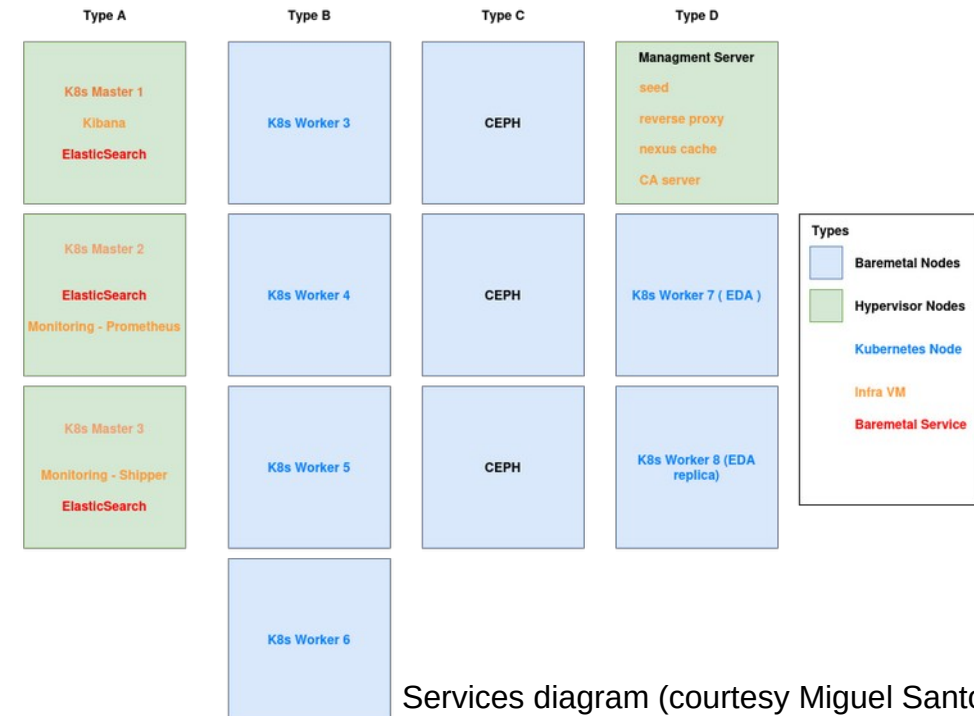 Type A
Type B
Type C
Type D
K8s Master 1
Kibana
ElasticSearch
K8s Worker 3
CEPH
Managment Server
seed
reverse proxy
nexus cache
CA server
K8s Master 2
ElasticSearch
Monitoring - Prometheus
K8s Worker 4
CEPH
K8s Worker 7 ( EDA )
K8s Master 3
Monitoring - Shipper
ElasticSearch
K8s Worker 5
CEPH
K8s Worker 8 (EDA
replica)
K8s Worker 6
Types
Baremetal Nodes
Hypervisor Nodes
Kubernetes Node
Infra VM
Baremetal Service
Services diagram (courtesy Miguel Santo